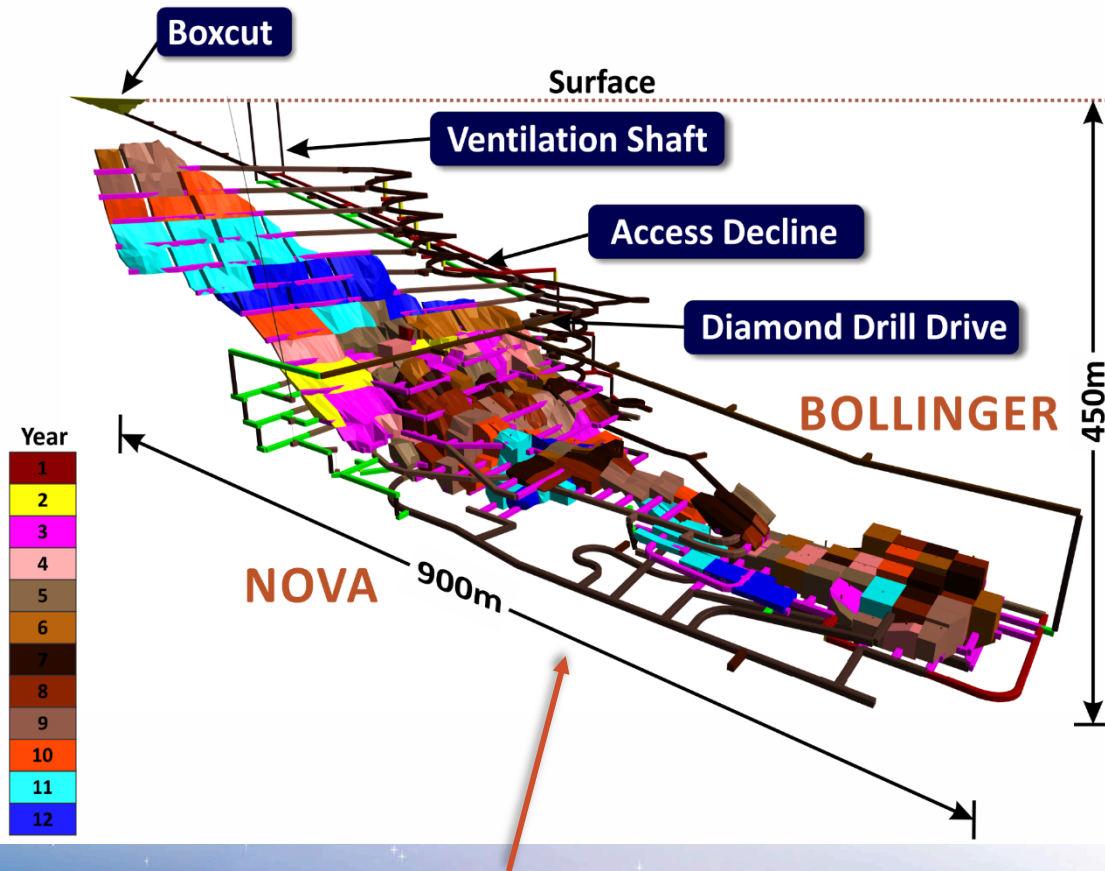 Boxcut
Surface
Ventilation Shaft
Access Decline
Diamond Drill Drive
BOLLINGER
450m
NOVA
900m
Year
1
2
3
4
5
6
7
8
9
10
11
12